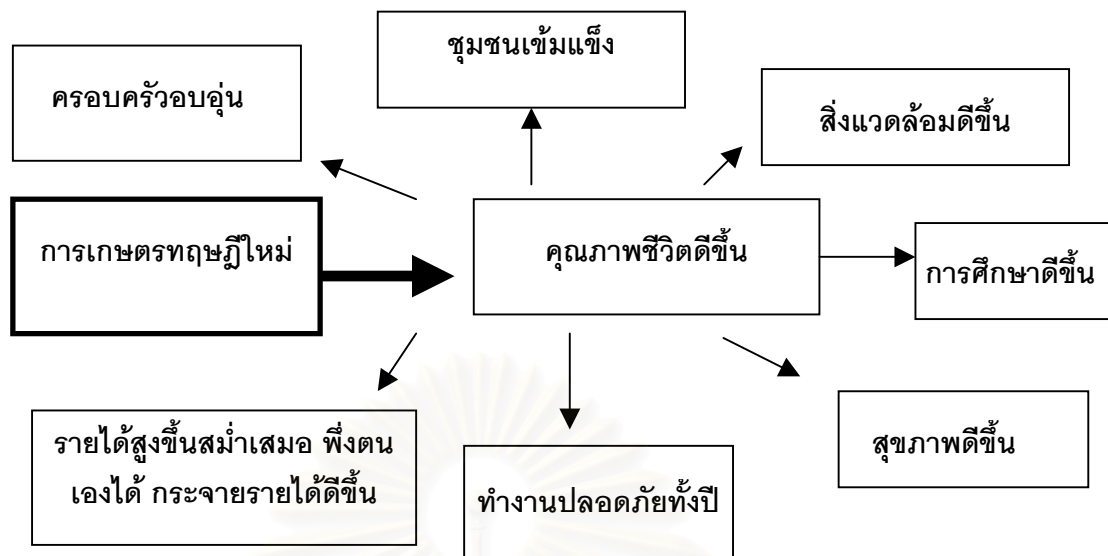 ชุมชนเข้มแข็ง
ครอบครัวอบอุ่น
สิ่งแวดล้อมดีขึ้น
การเกษตรทฤษฎีใหม่
คุณภาพชีวิตดีขึ้น
การศึกษาดีขึ้น
รายได้สูงขึ้นสม่ำเสมอ พึ่งตน
เองได้ กระจายรายได้ดีขึ้น
สุขภาพดีขึ้น
ทำงานปลอดภัยทั้งปี